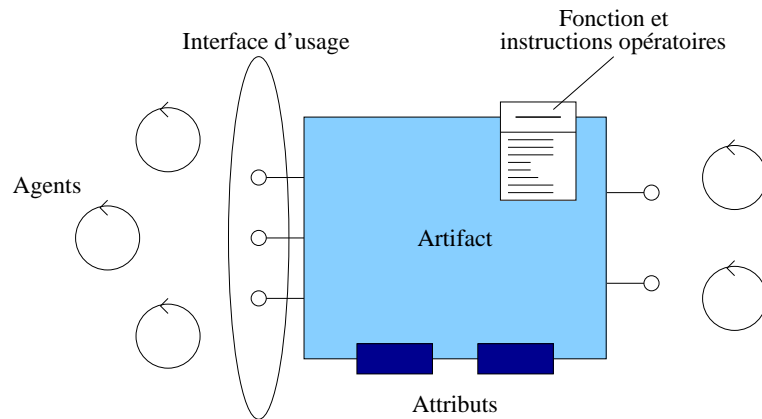 Fonction et
instructions opératoires
Interface d'usage
Agents
Artifact
Attributs